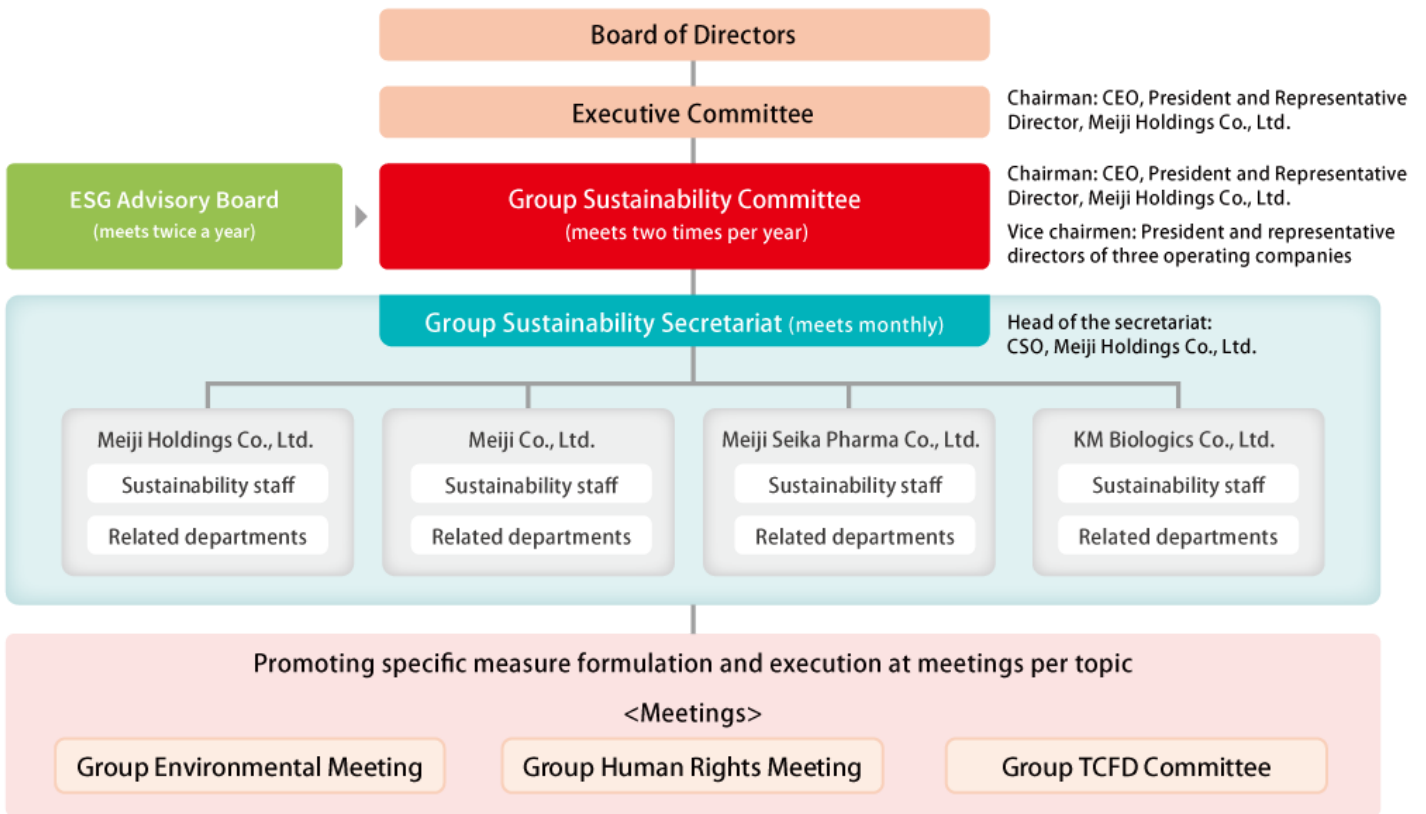 Board of Directors
Executive Committee
Chairman: CEO, President and Representative
Director, Meiji Holdings Co., Ltd.
ESG Advisory Board
(meets twice a year)
Group Sustainability Committee
(meets two times per year)
Chairman: CEO, President and Representative
Director, Meiji Holdings Co., Ltd.
Vice chairmen: President and representative
directors of three operating companies
Group Sustainability Secretariat (meets monthly)
Head of the secretariat:
CSO, Meiji Holdings Co., Ltd.
Meiji Holdings Co., Ltd.
Sustainability staff
Related departments
Meiji Co., Ltd.
Sustainability staff
Related departments
Meiji Seika Pharma Co., Ltd.
Sustainability staff
Related departments
KM Biologics Co., Ltd.
Sustainability staff
Related departments
Promoting specific measure formulation and execution at meetings per topic
<Meetings>
Group Environmental Meeting
Group Human Rights Meeting
Group TCFD Committee